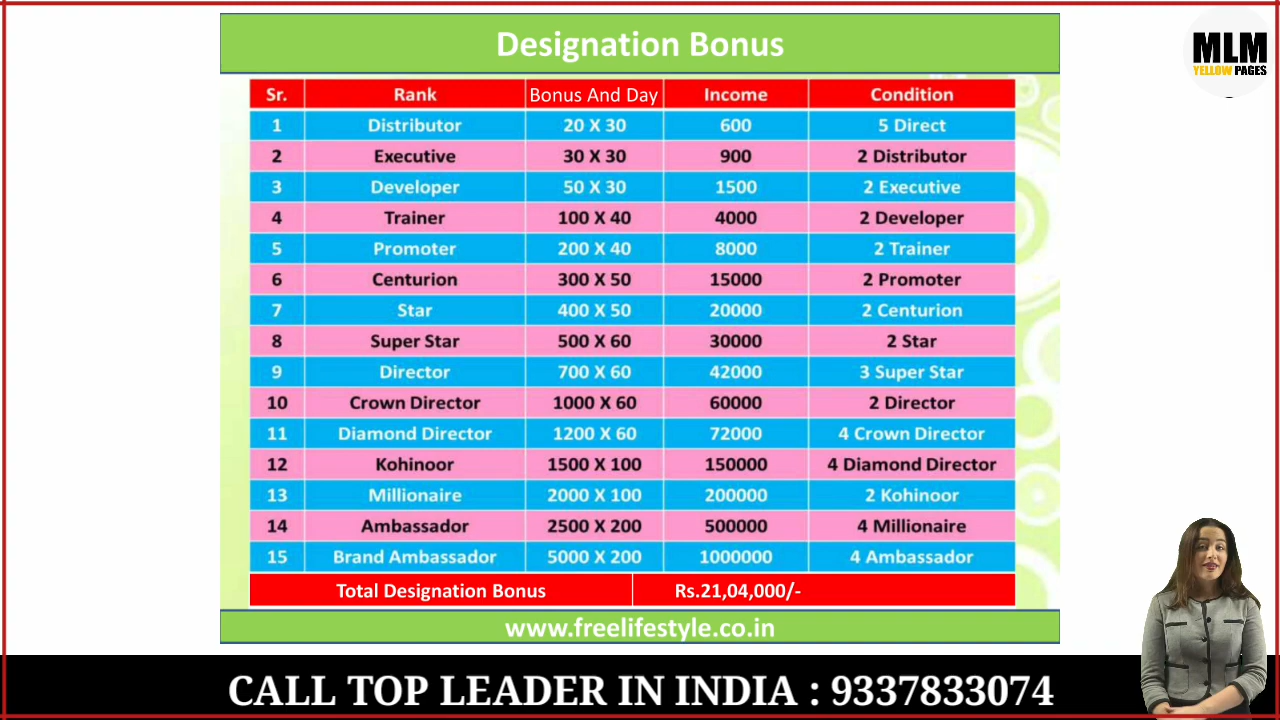 Designation Bonus
MLM
YELLOW PAGES
Sr. Rank Bonus And Day Income Condition
1 Distributor 20 X 30 600 5 Direct
2 Executive 30 X 30 900 2 Distributor
3 Developer 50 X 30 1500 2 Executive
4 Trainer 100 X 40 4000 2 Developer
5 Promoter 200 X 40 8000 2 Trainer
6 Centurion 300 X 50 15000 2 Promoter
7 Star 400 X 50 20000 2 Centurion
8 Super Star 500 X 60 30000 2 Star
9 Director 700 X 60 42000 3 Super Star
10 Crown Director 1000 X 60 60000 2 Director
11 Diamond Director 1200 X 60 72000 4 Crown Director
12 Kohinoor 1500 X 100 150000 4 Diamond Director
13 Millionaire 2000 X 100 200000 2 Kohinoor
14 Ambassador 2500 X 200 500000 4 Millionaire
15 Brand Ambassador 5000 X 200 1000000 4 Ambassador
Total Designation Bonus Rs.21,04,000/-
www.freelifestyle.co.in
CALL TOP LEADER IN INDIA : 9337833074